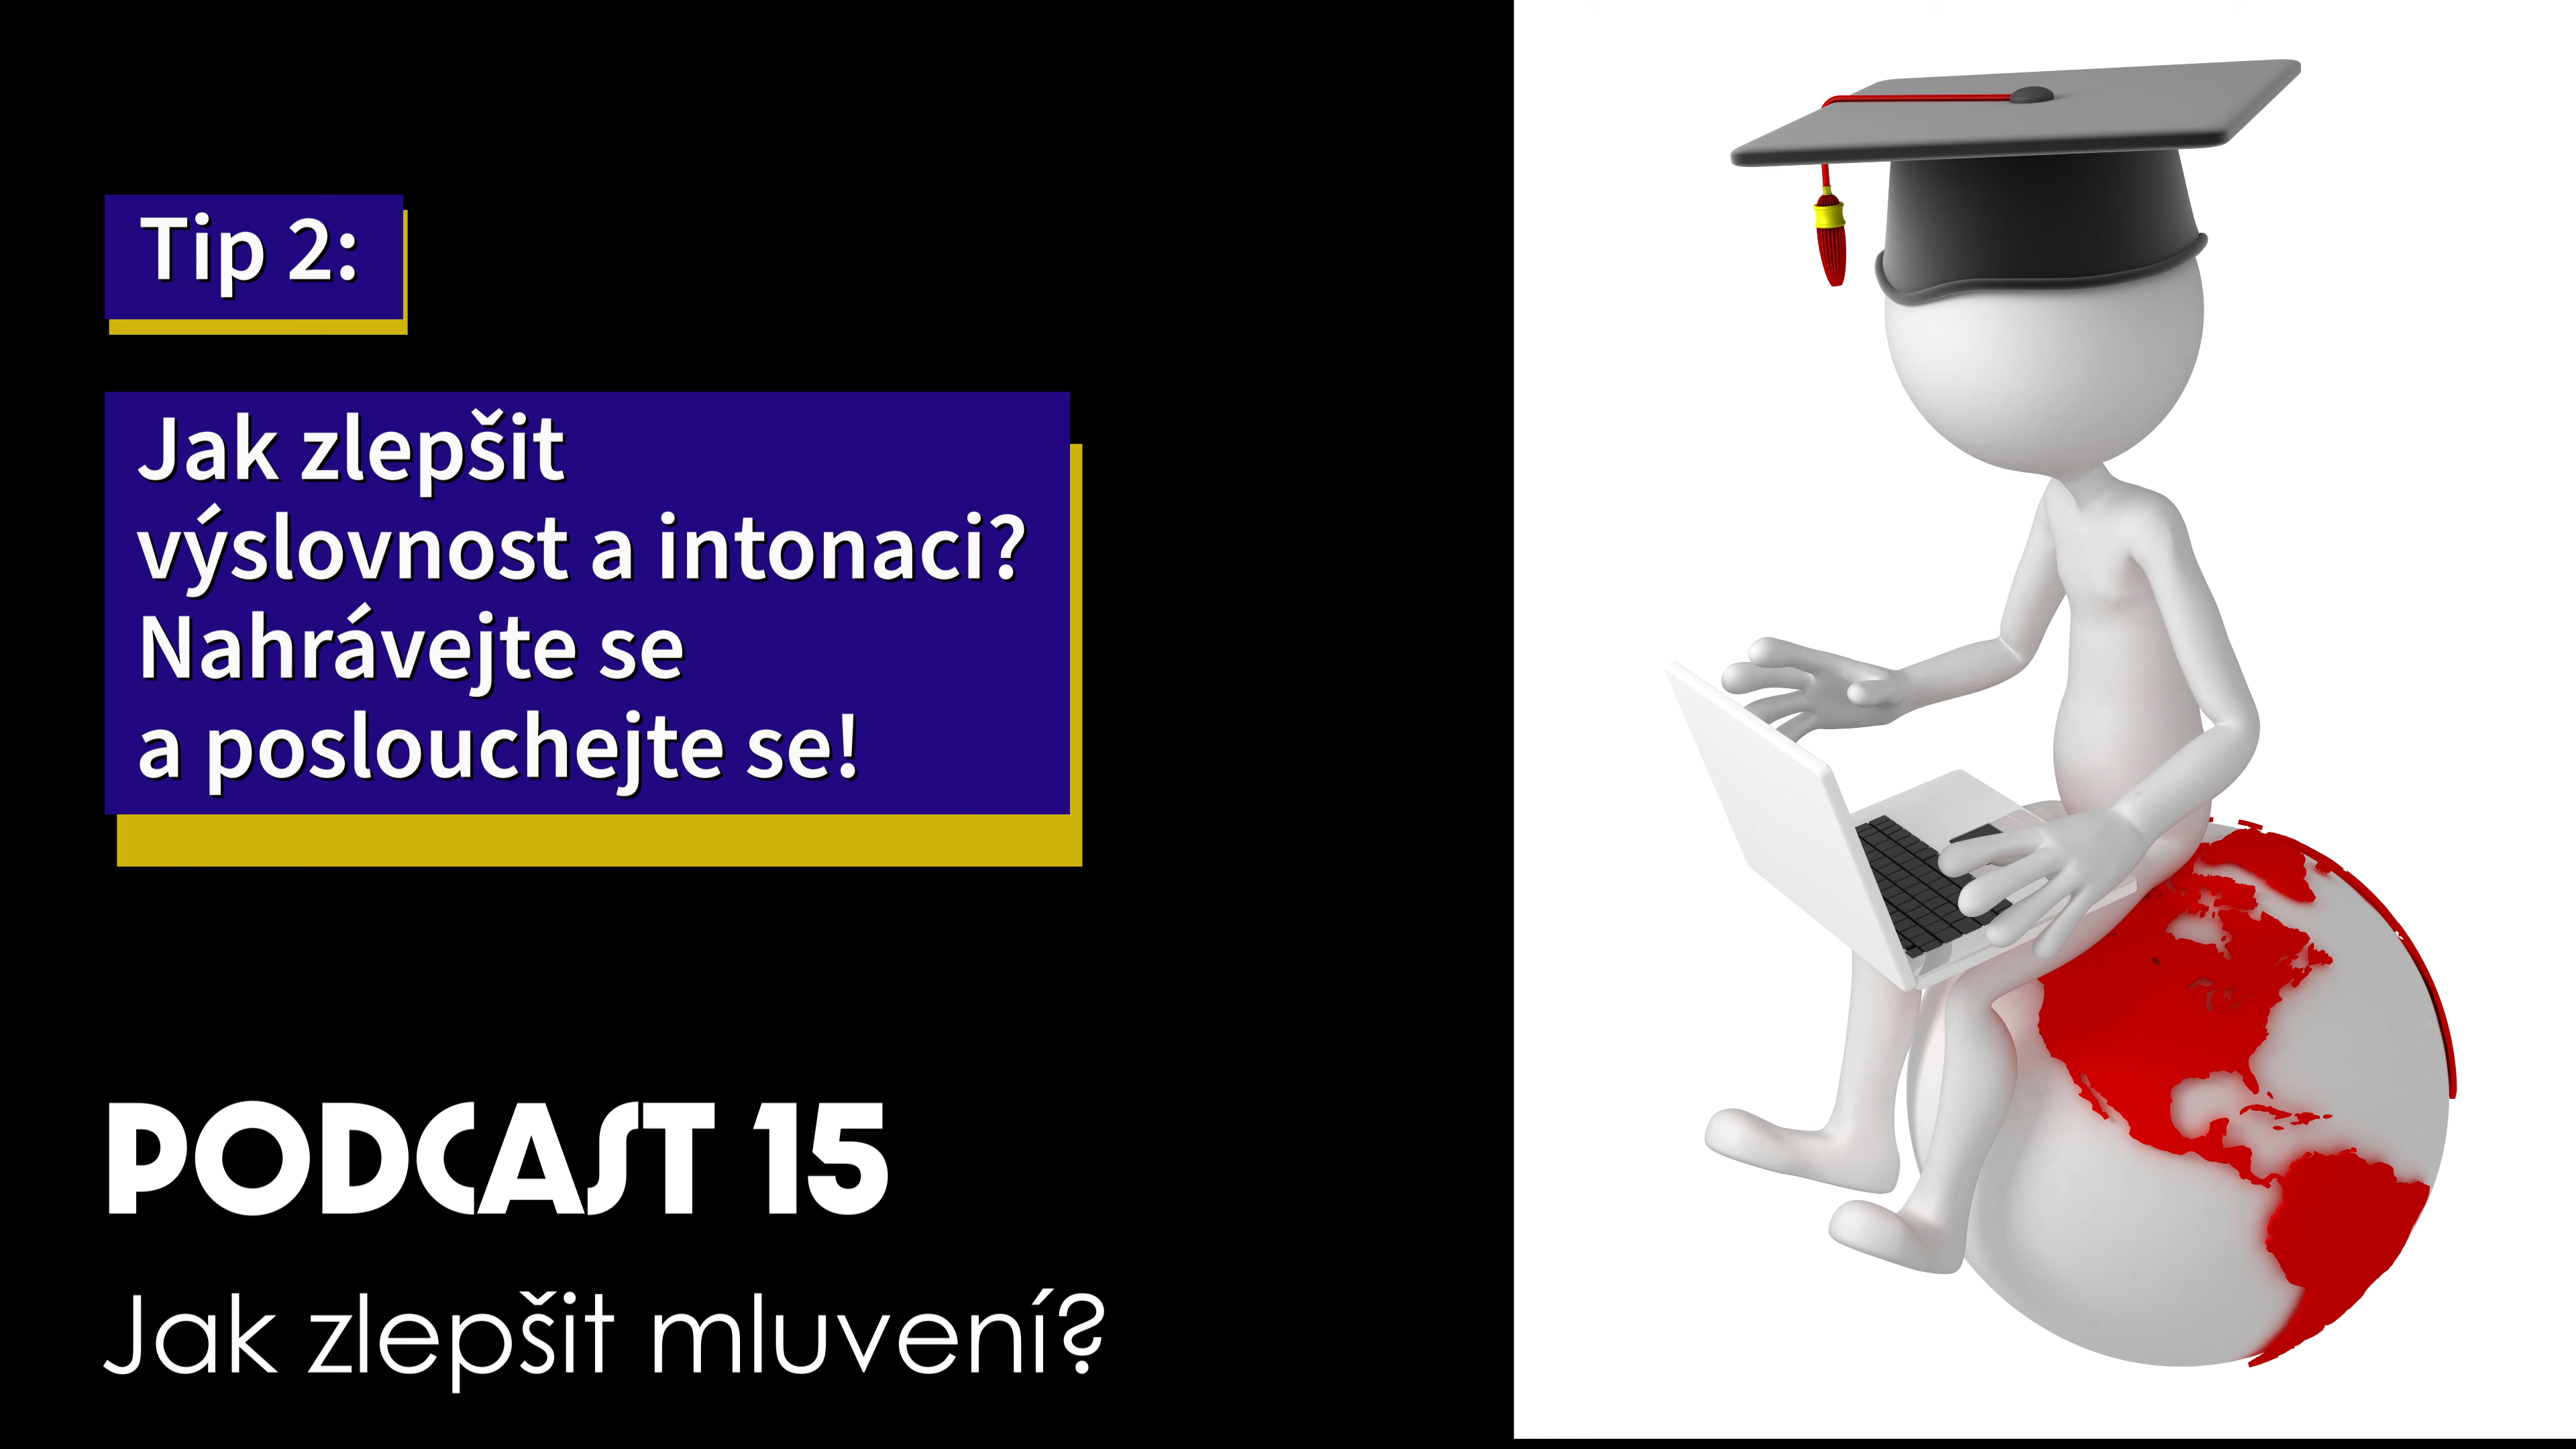 Tip 2:
Jak zlepšit
výslovnost a intonaci?
Nahrávejte se
a poslouchejte se!
PODCAST 15
Jak zlepšit mluvení?